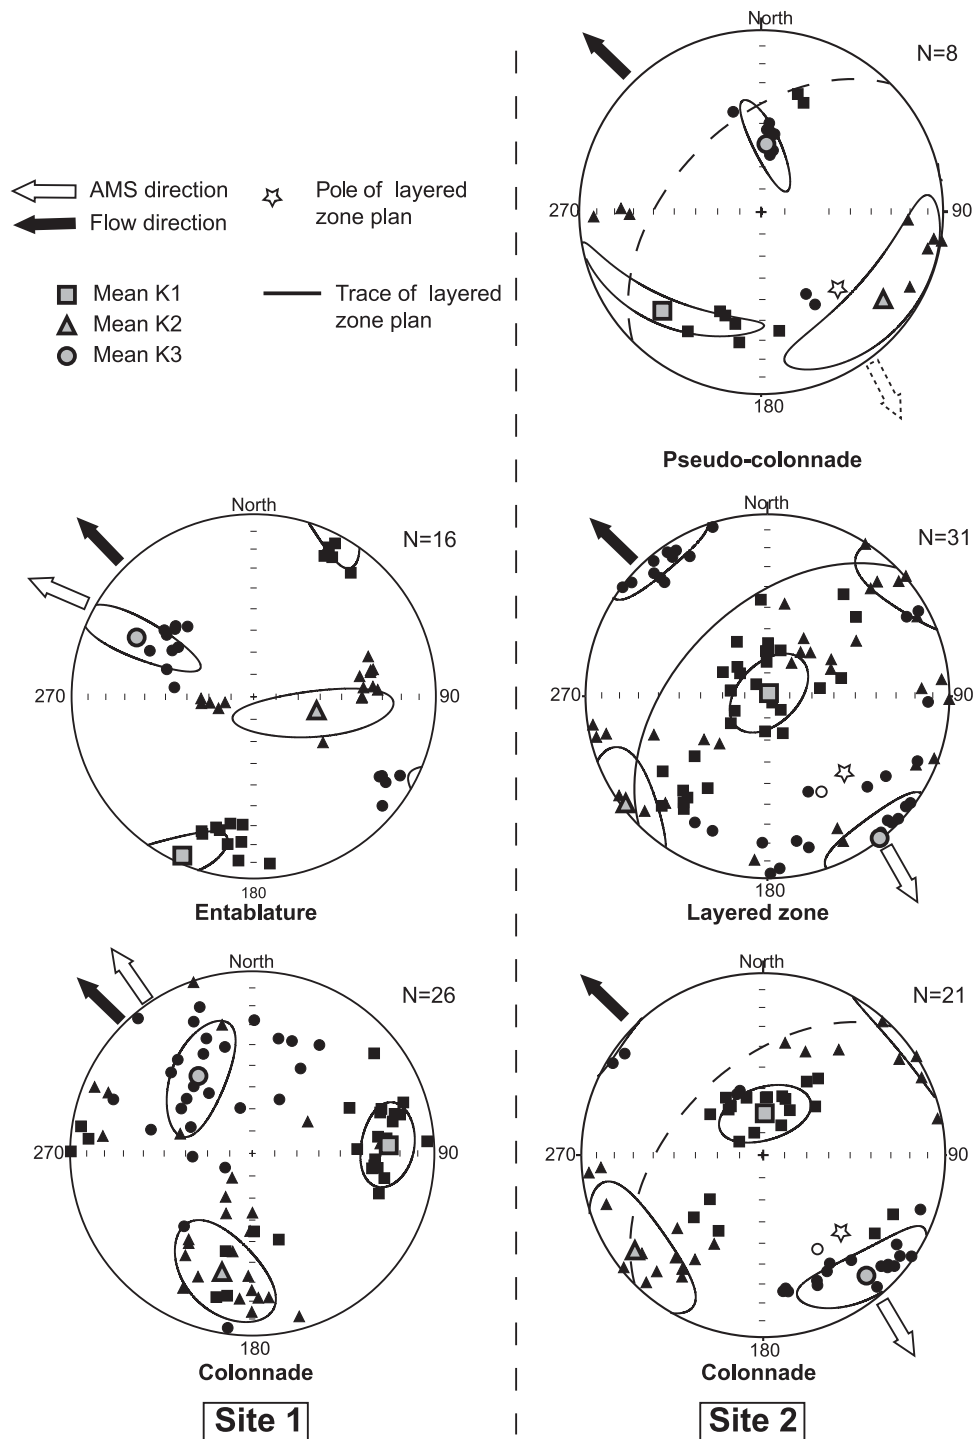 North
N=8
270
90
180
Pseudo-colonnade
AMS direction
Flow direction
Pole of layered
zone plan
Mean K1
Mean K2
Mean K3
Trace of layered
zone plan
North
N=16
270
90
180
Entablature
North
N=31
270
90
180
Layered zone
North
N=26
270
90
180
Colonnade
North
N=21
270
90
180
Colonnade
Site 1
Site 2